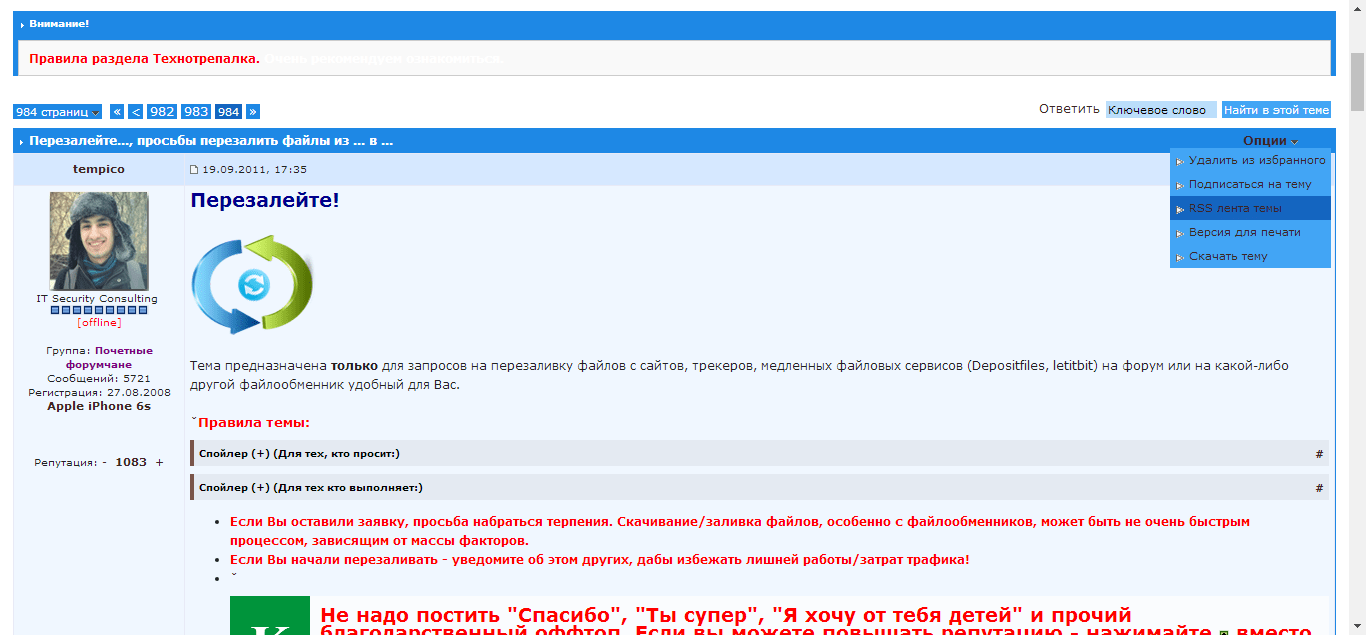 Внимание!
Правила раздела Технотрепалка. Очень рекомендуем ознакомиться.
984 страниц « < 982 983 984 »
Ответить Ключевое слово Найти в этой теме
Перезалейте..., просьбы перезалить файлы из ... в ...
Опции
Удалить из избранного
Подписаться на тему
RSS лента темы
Версия для печати
Скачать тему
tempico
19.09.2011, 17:35
IT Security Consulting
[offline]
Группа: Почетные
форумчане
Сообщений: 5721
Регистрация: 27.08.2008
Apple iPhone 6s
Репутация: - 1083 +
Перезалейте!
Тема предназначена только для запросов на перезаливку файлов с сайтов, трекеров, медленных файловых сервисов (Depositfiles, letitbit) на форум или на какой-либо
другой файлообменник удобный для Вас.
ˇПравила темы:
Спойлер (+) (Для тех, кто просит:) #
Спойлер (+) (Для тех кто выполняет:) #
• Если Вы оставили заявку, просьба набраться терпения. Скачивание/заливка файлов, особенно с файлообменников, может быть не очень быстрым
процессом, зависящим от массы факторов.
• Если Вы начали перезаливать - уведомите об этом других, дабы избежать лишней работы/затрат трафика!
• ˇ
К
Не надо постить "Спасибо", "Ты супер", "Я хочу от тебя детей" и прочий
благодарственный оффтоп. Если вы можете повышать репутацию - нажимайте вместо